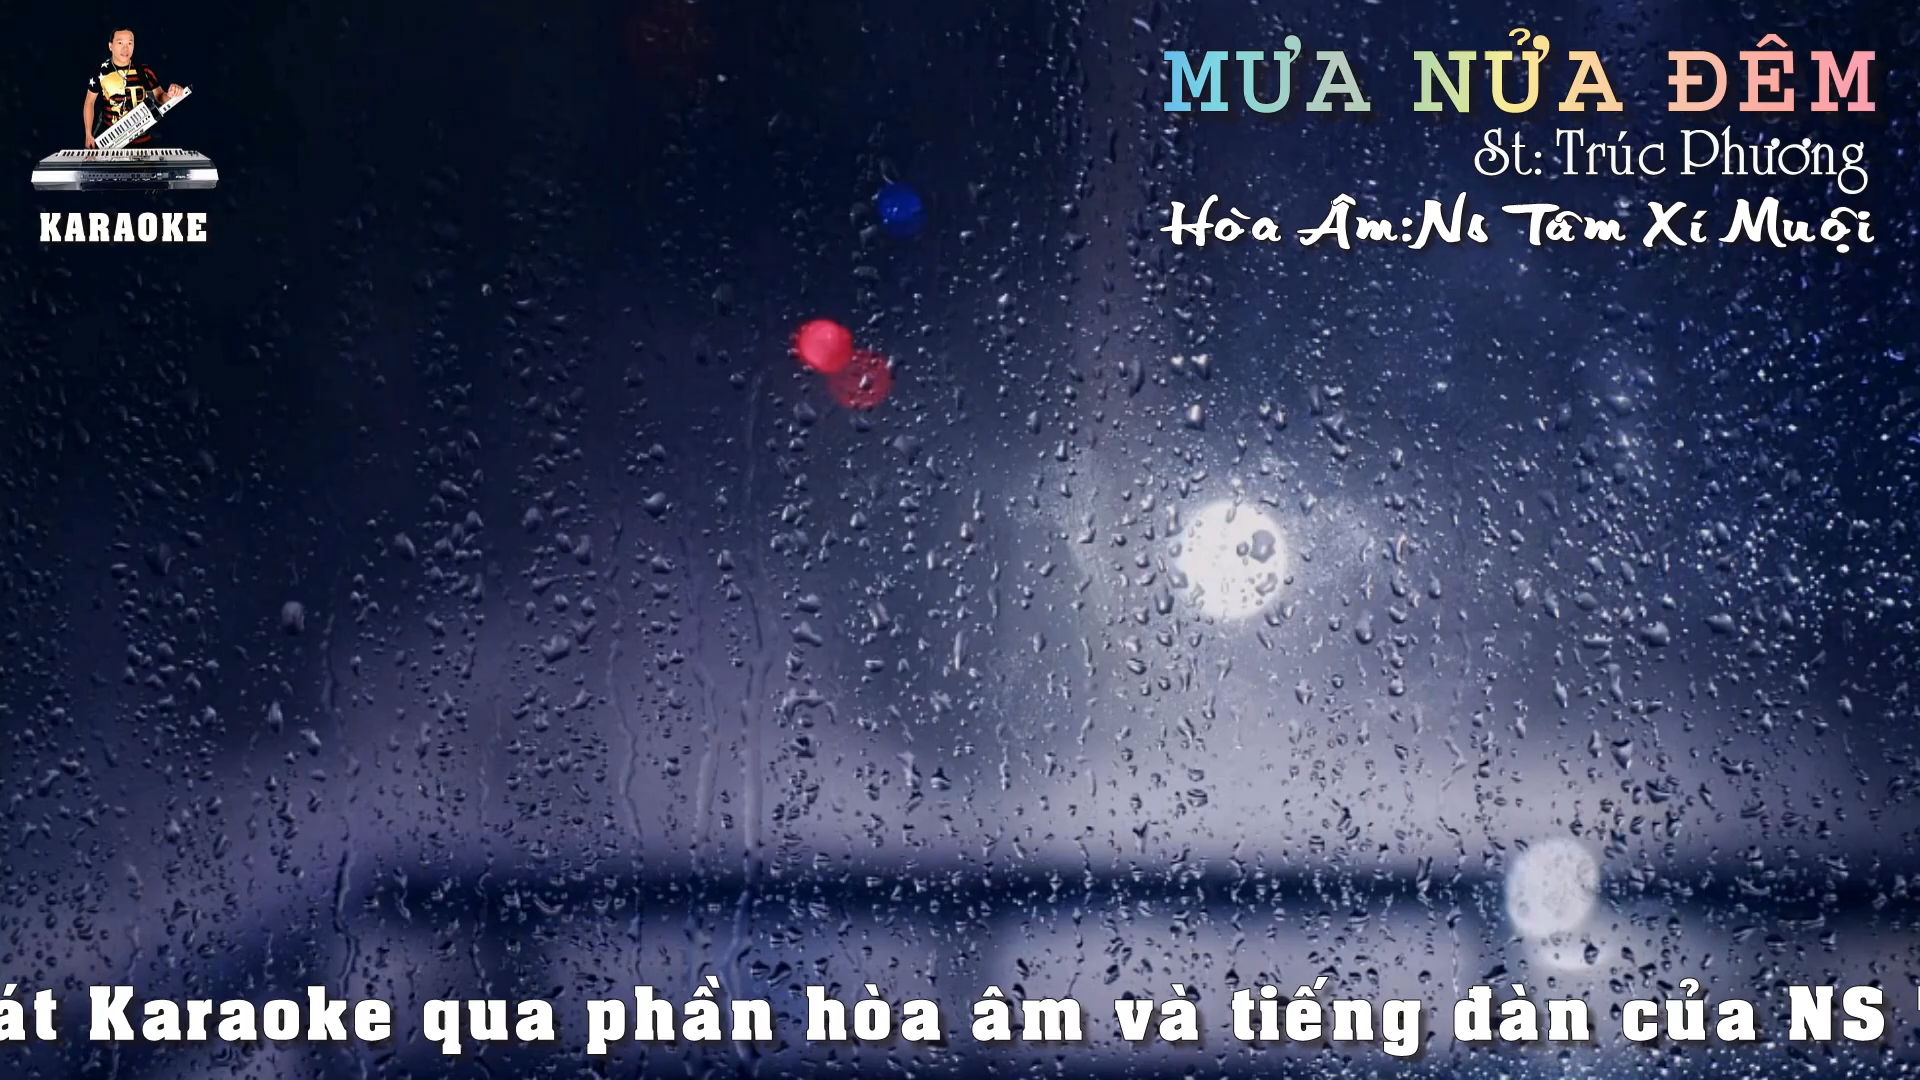 MƯA NỬA ĐÊM
St: Trúc Phương
Hòa Âm:Ns Tâm Xí Muội
KARAOKE
át Karaoke qua phần hòa âm và tiếng đàn của NS